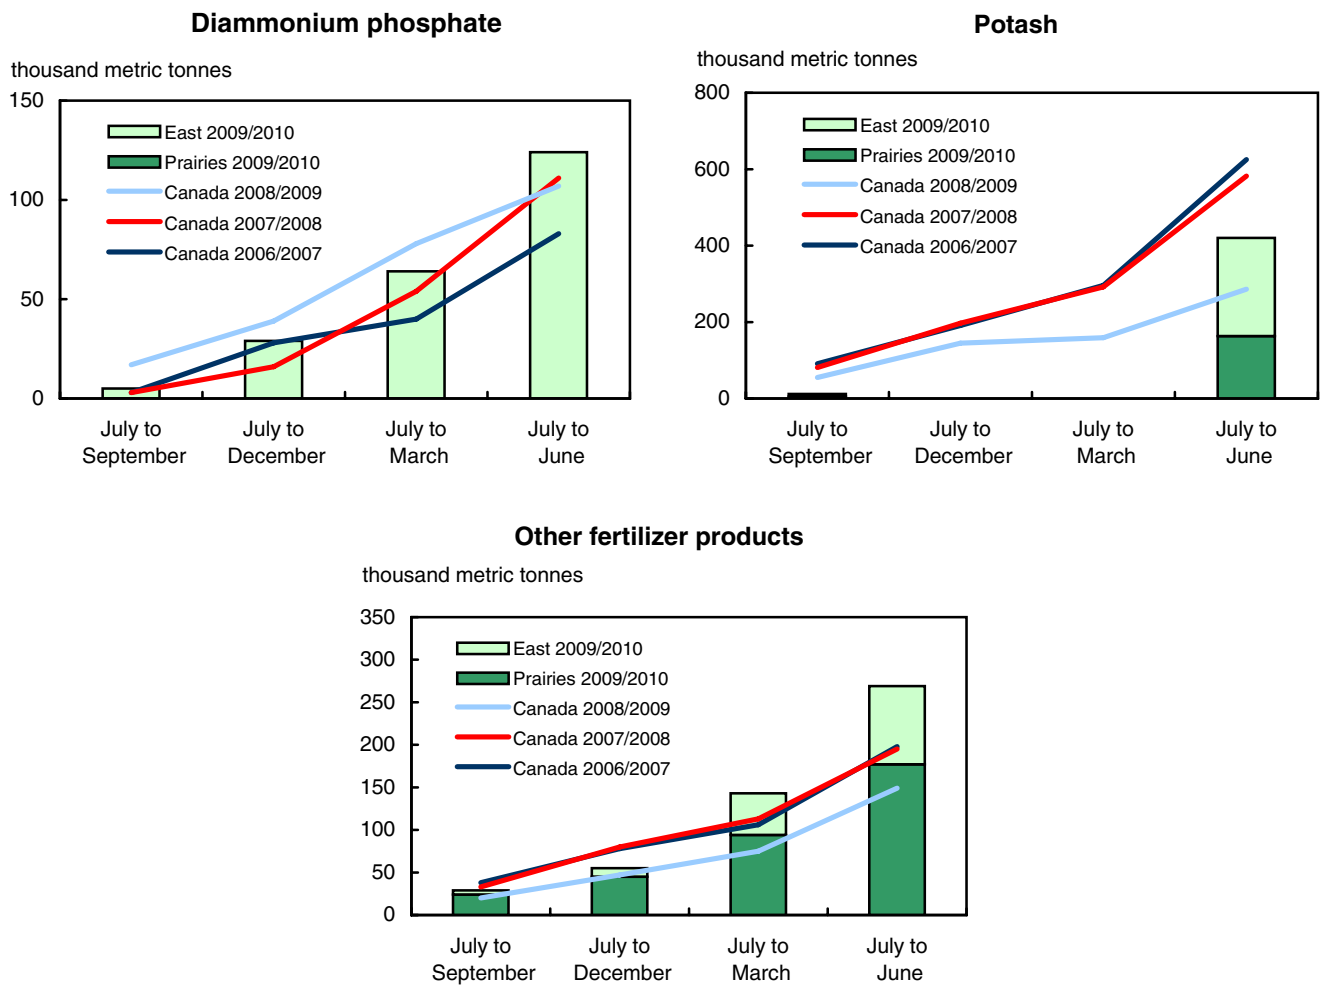 Diammonium phosphate
thousand metric tonnes
150
100
50
0
East 2009/2010
Prairies 2009/2010
Canada 2008/2009
Canada 2007/2008
Canada 2006/2007
July to September
July to December
July to March
July to June
Potash
thousand metric tonnes
800
600
400
200
0
East 2009/2010
Prairies 2009/2010
Canada 2008/2009
Canada 2007/2008
Canada 2006/2007
July to September
July to December
July to March
July to June
Other fertilizer products
thousand metric tonnes
350
300
250
200
150
100
50
0
East 2009/2010
Prairies 2009/2010
Canada 2008/2009
Canada 2007/2008
Canada 2006/2007
July to September
July to December
July to March
July to June